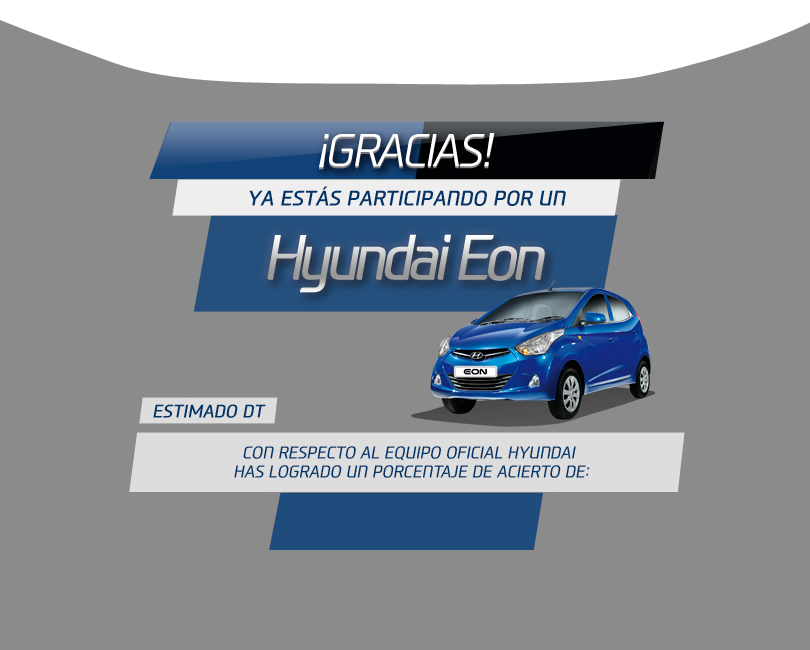 ¡GRACIAS!
YA ESTÁS PARTICIPANDO POR UN
Hyundai Eon
EON
ESTIMADO DT
CON RESPECTO AL EQUIPO OFICIAL HYUNDAI
HAS LOGRADO UN PORCENTAJE DE ACIERTO DE: